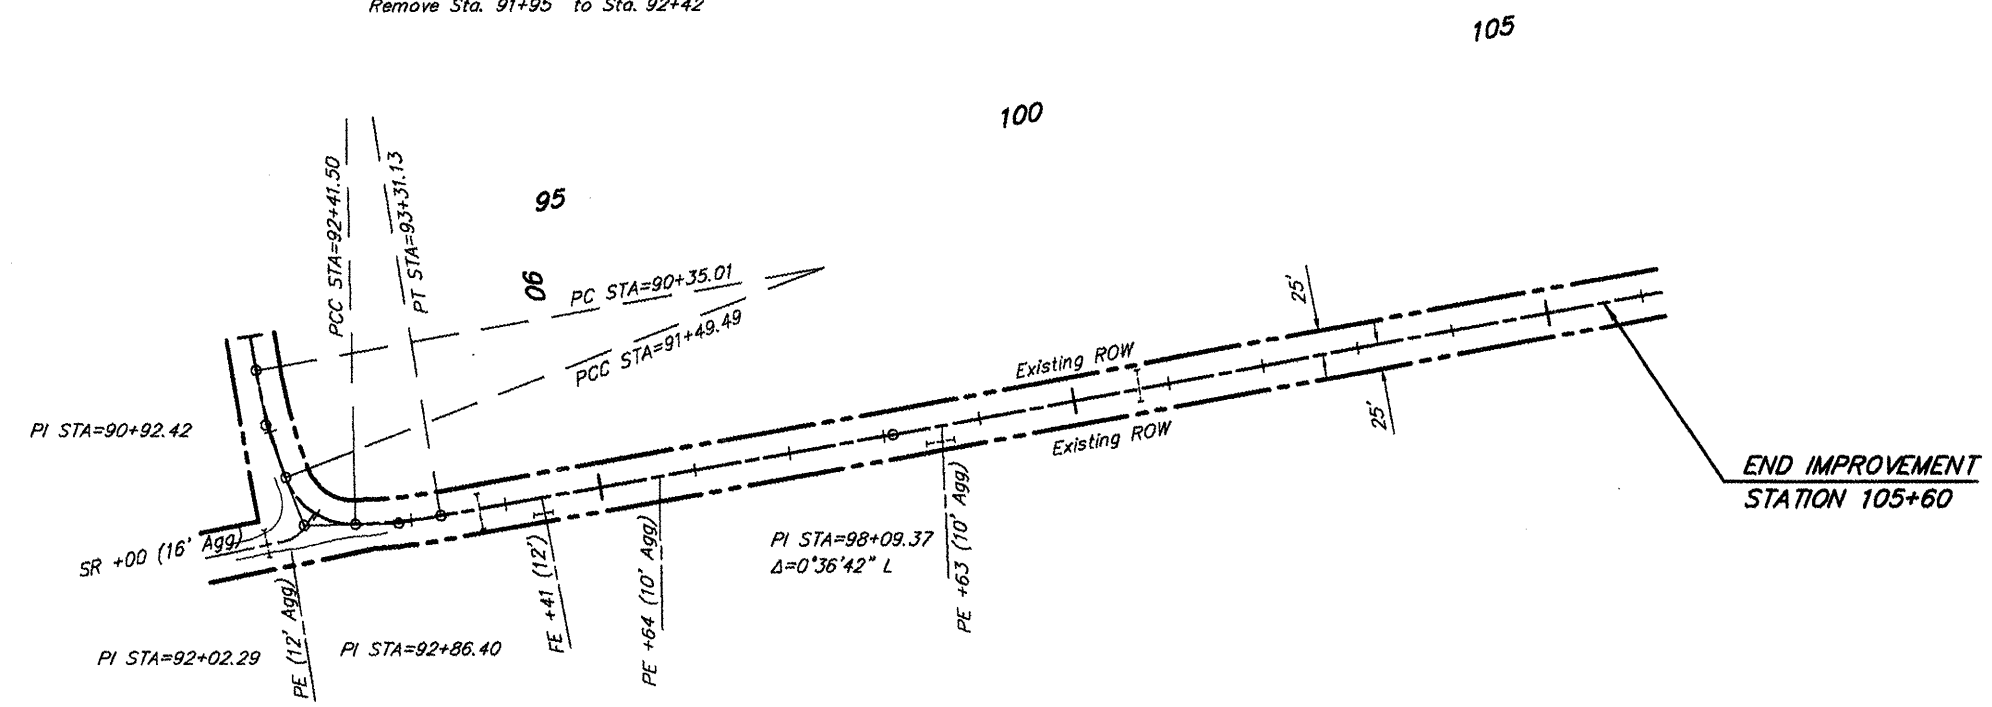 Remove Sta. 91+95 to Sta. 92+42
105
100
95
90
PCC STA=92+41.50
PT STA=93+31.13
PC STA=90+35.01
PCC STA=91+49.49
25'
Existing ROW
Existing ROW
25'
PI STA=90+92.42
END IMPROVEMENT
STATION 105+60
SR +00 (16' Agg)
PI STA=98+09.37
Δ=0°36'42" L
PE +63 (10' Agg)
FE +41 (12')
PE +64 (10' Agg)
PE (12' Agg)
PI STA=92+02.29
PI STA=92+86.40